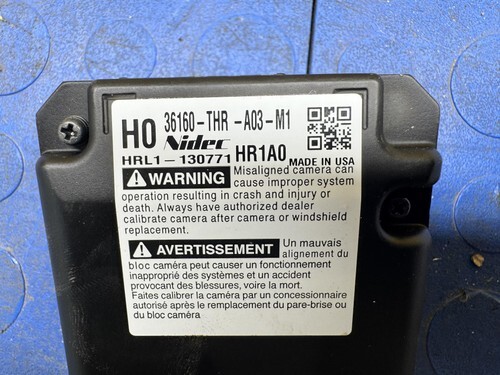 HO 36160-THR-A03-M1
Nidec
HRL1-130771 HR1A0 MADE IN USA
WARNING Misaligned camera can
cause improper system
operation resulting in crash and injury or
death. Always have authorized dealer
calibrate camera after camera or windshield
replacement.
AVERTISSEMENT Un mauvais
alignement du
bloc caméra peut causer un fonctionnement
inapproprié des systèmes et un accident
provocant des blessures, voire la mort.
Faites calibrer la caméra par un concessionnaire
autorisé après le remplacement du pare-brise ou
du bloc caméra